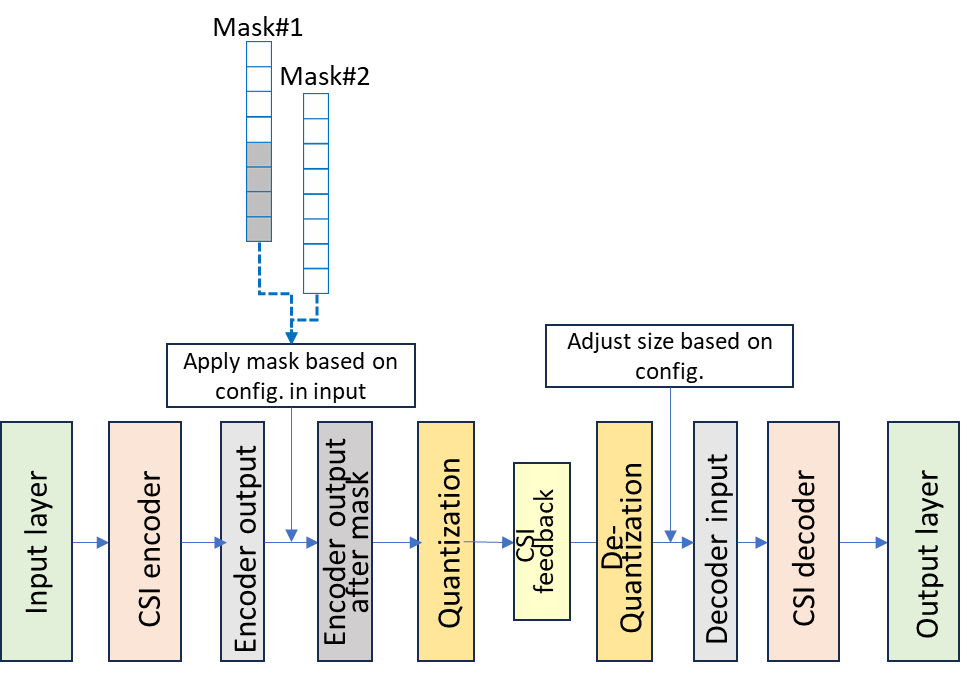 Mask#1
Mask#2
Apply mask based on
config. in input
Adjust size based on
config.
Input layer
CSI encoder
Encoder output
Encoder output
after mask
Quantization
CSI
feedback
De-
Quantization
Decoder input
CSI decoder
Output layer